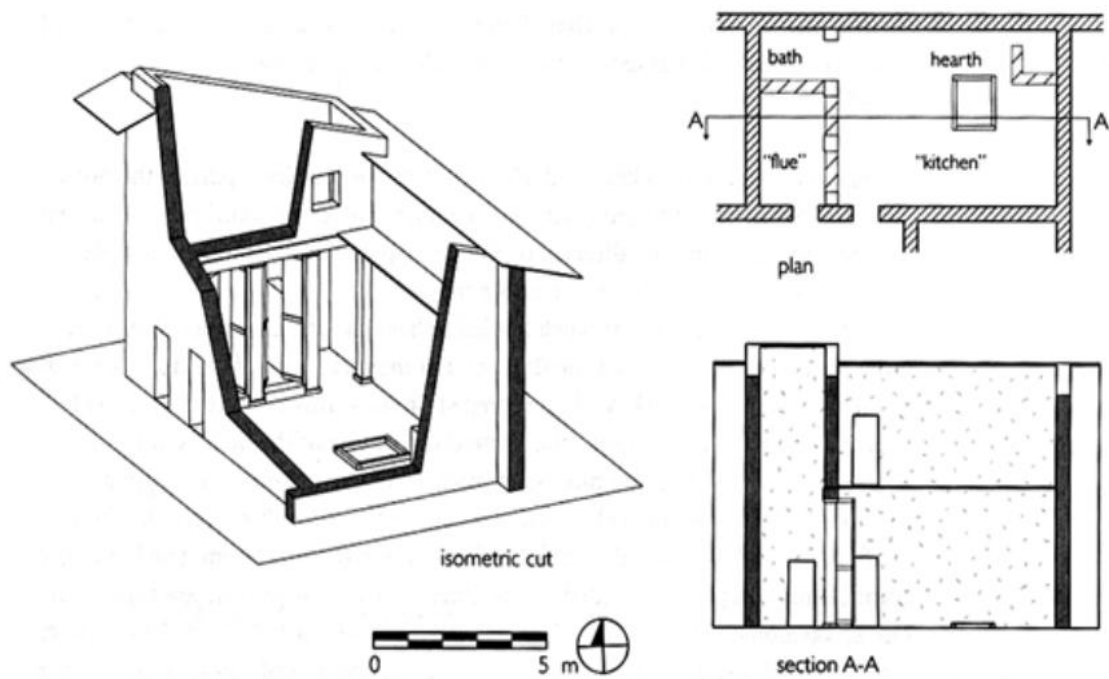 bath
hearth
A
A
"flue"
"kitchen"
plan
isometric cut
0
5
m
section A-A